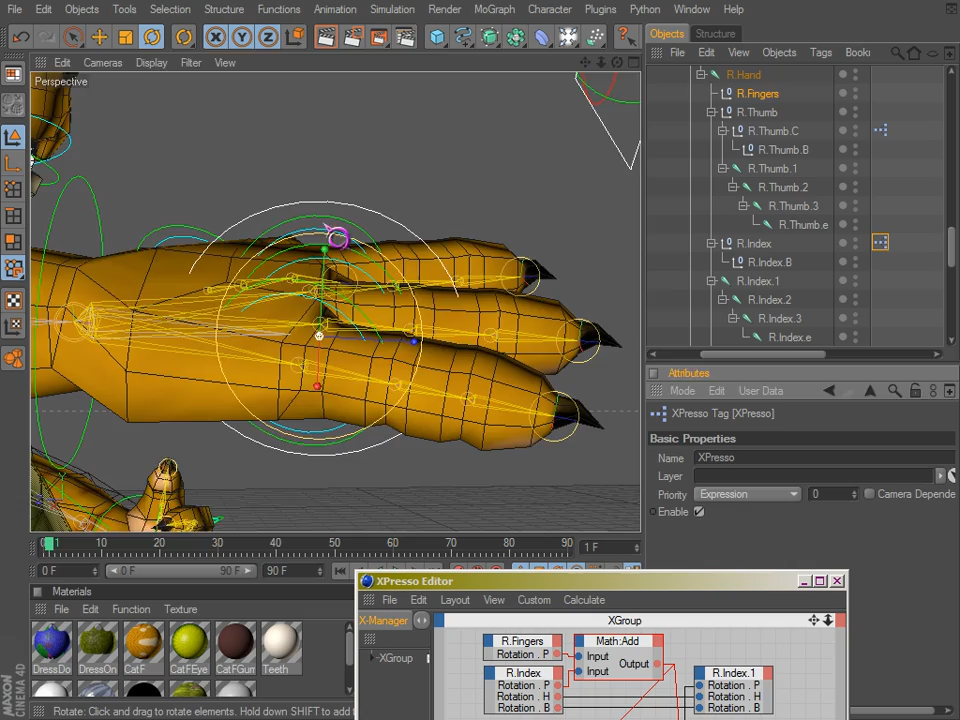 File Edit Objects Tools Selection Structure Functions Animation Simulation Render MoGraph Character Plugins Python Window Help
X Y Z
Objects Structure
Edit Cameras Display Filter View
File Edit View Objects Tags Booki
Perspective
R.Hand
R.Fingers
R.Thumb
R.Thumb.C
R.Thumb.B
R.Thumb.1
R.Thumb.2
R.Thumb.3
R.Thumb.e
R.Index
R.Index.B
R.Index.1
R.Index.2
R.Index.3
R.Index.e
Attributes
Mode Edit User Data
XPresso Tag [XPresso]
Basic Properties
Name XPresso
Layer
Priority Expression 0 Camera Depende
Enable
10 20 30 40 50 60 70 80 90 1 F
0 F 0 F 90 F 90 F
Materials
File Edit Function Texture
DressDo DressOn CatF CatFEye CatFGum Teeth
XPresso Editor
File Edit Layout View Custom Calculate
X-Manager
XGroup
XGroup
R.Fingers
Rotation . P
Math:Add
Input
Input
Output
R.Index
Rotation . P
Rotation . H
Rotation . B
R.Index.1
Rotation . P
Rotation . H
Rotation . B
MAXON
CINEMA 4D
Rotate: Click and drag to rotate elements. Hold down SHIFT to add t